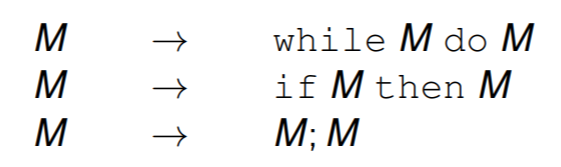 M → while M do M
M → if M then M
M → M; M